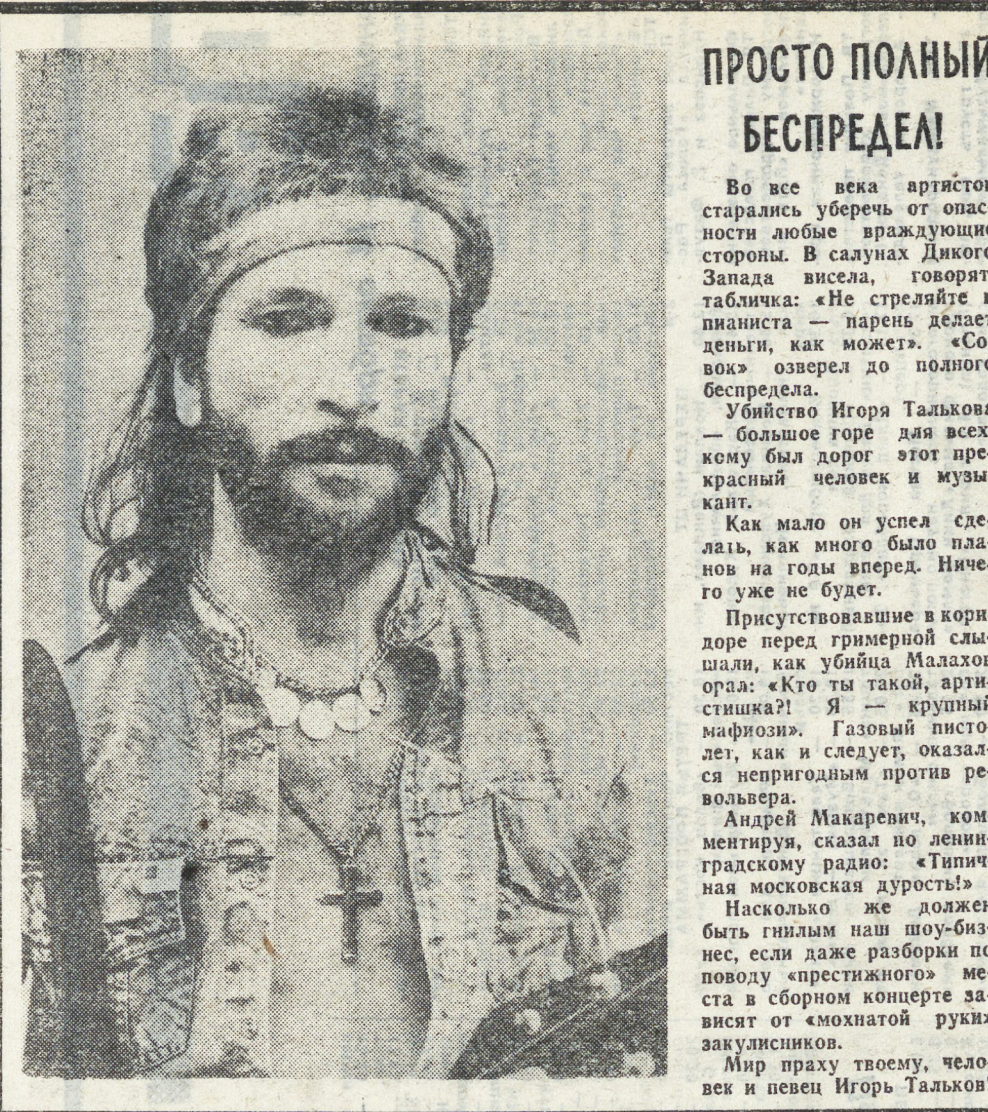 ПРОСТО ПОЛНЫЙ
БЕСПРЕДЕЛ!
Во все века артистов
старались уберечь от опас-
ности любые враждующие
стороны. В салунах Дикого
Запада висела, говорят,
табличка: «Не стреляйте в
пианиста — парень делает
деньги, как может». «Со-
вок» озверел до полного
беспредела.
Убийство Игоря Талькова
— большое горе для всех,
кому был дорог этот пре-
красный человек и музы-
кант.
Как мало он успел сде-
лать, как много было пла-
нов на годы вперед. Ниче-
го уже не будет.
Присутствовавшие в кори-
доре перед гримерной слы-
шали, как убийца Малахов
орал: «Кто ты такой, арти-
стишка?! Я — крупный
мафиози». Газовый писто-
лет, как и следует, оказал-
ся непригодным против ре-
вольвера.
Андрей Макаревич, ком-
ментируя, сказал по ленин-
градскому радио: «Типич-
ная московская дурость!»
Насколько же должен
быть гнилым наш шоу-биз-
нес, если даже разборки по
поводу «престижного» ме-
ста в сборном концерте за-
висят от «мохнатой руки»
закулисников.
Мир праху твоему, чело-
век и певец Игорь Тальков!